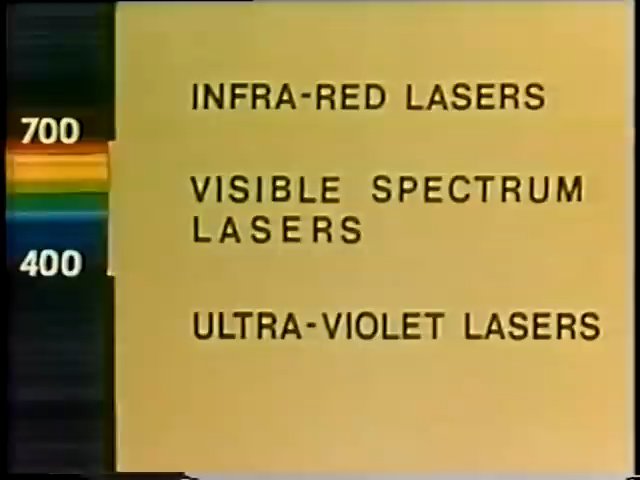 INFRA-RED LASERS
700
VISIBLE SPECTRUM
LASERS
400
ULTRA-VIOLET LASERS